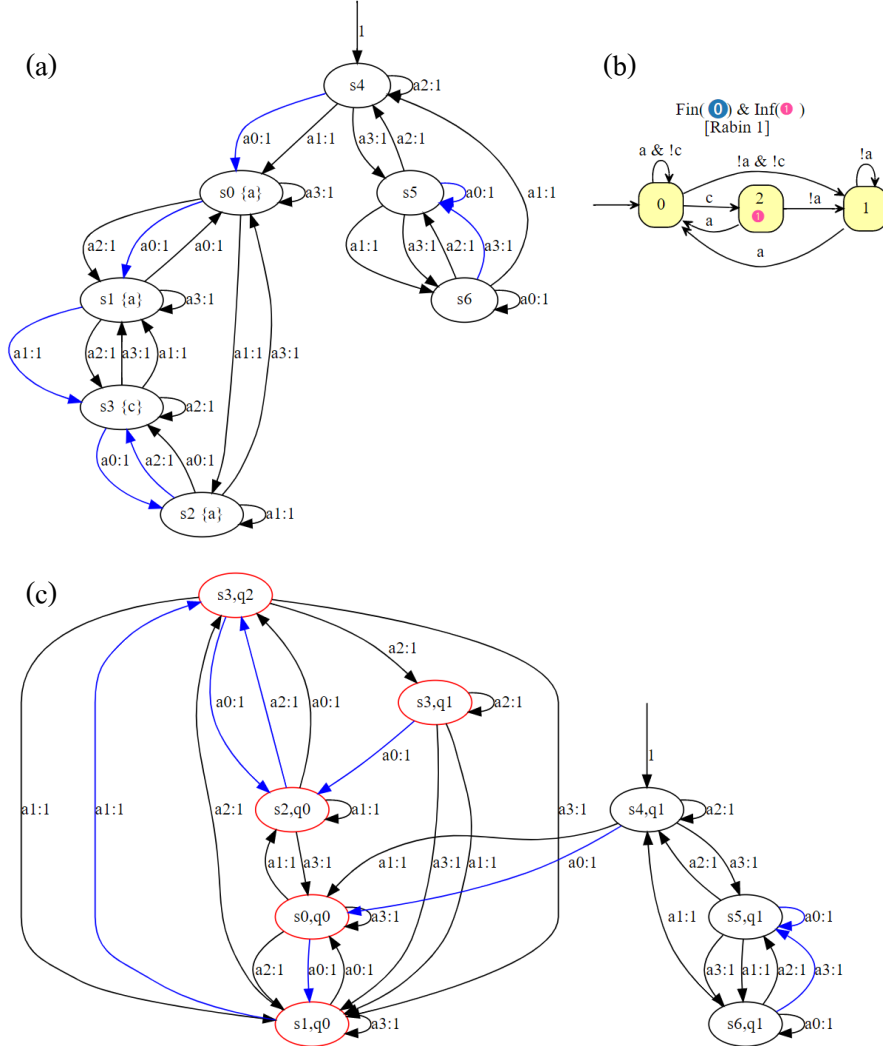 (a)
1
s4
a2:1
a0:1
a1:1
a3:1
a2:1
s0 {a}
a3:1
s5
a0:1
a1:1
a2:1
a0:1
a0:1
a1:1
a3:1
a2:1
a3:1
s1 {a}
a3:1
s6
a0:1
a1:1
a2:1
a3:1
a1:1
a1:1
a3:1
s3 {c}
a2:1
a0:1
a2:1
a0:1
s2 {a}
a1:1
(b)
Fin( 0 ) & Inf( 1 )
[Rabin 1]
a & !c
!a & !c
!a
0
c
2
1
!a
1
a
a
(c)
s3,q2
a2:1
a0:1
a2:1
a0:1
s3,q1
a2:1
a0:1
1
a1:1
a1:1
a2:1
s2,q0
a1:1
a3:1
a1:1
a3:1
a1:1
a3:1
s4,q1
a2:1
a1:1
a0:1
a2:1
a3:1
a1:1
s0,q0
a3:1
s5,q1
a0:1
a2:1
a0:1
a0:1
a3:1
a1:1
a2:1
a3:1
s1,q0
a3:1
s6,q1
a0:1